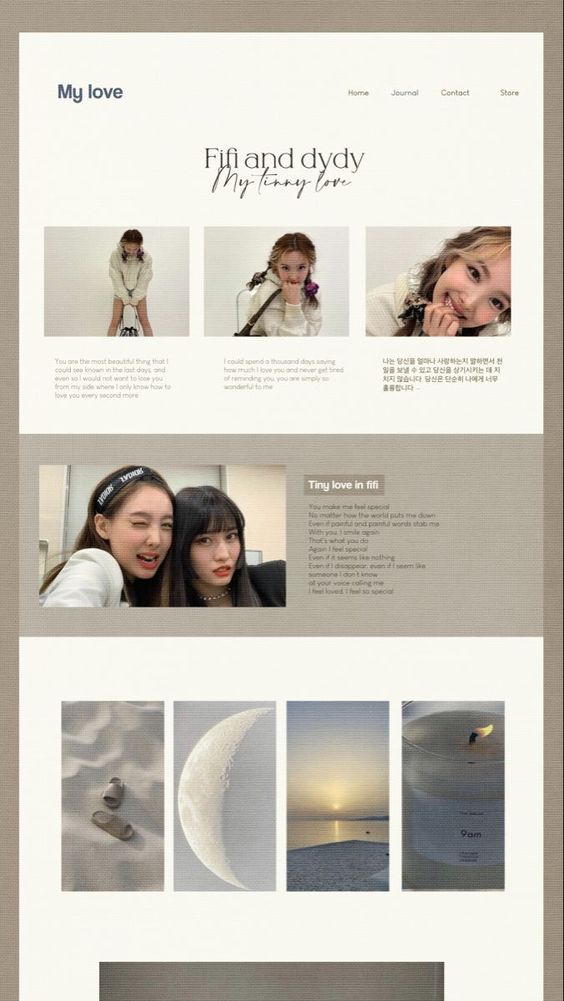 My love
Home Journal Contact Store
Fifi and dydy
My tinny love
You are the most beautiful thing that I
could see known in the last days, and
even so I would not want to lose you
from my side where I only know how to
love you every second more
I could spend a thousand days saying
how much I love you and never get tired
of reminding you, you are simply so
wonderful to me
나는 당신을 얼마나 사랑하는지 말하면서 천
일을 보낼 수 있고 당신을 상기시키는 데 지
치지 않습니다. 당신은 단순히 나에게 너무
훌륭합니다. -
Tiny love in fifi
You make me feel special
No matter how the world puts me down
Even if painful and painful words stab me
With you, I smile again
That's what you do
Again I feel special
Even if it seems like nothing
Even if I disappear, even if I seem like
someone I don't know
at your voice calling me
I feel loved, I feel so special
9am